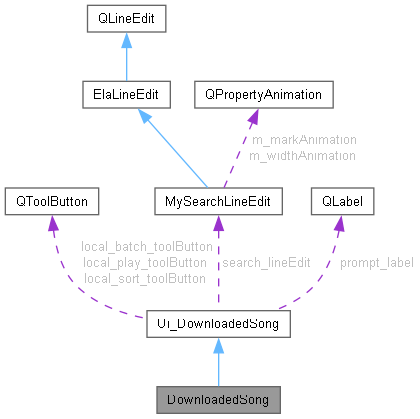 QLineEdit
ElaLineEdit
QPropertyAnimation
m_markAnimation
m_widthAnimation
QToolButton
MySearchLineEdit
QLabel
local_batch_toolButton
local_play_toolButton
local_sort_toolButton
search_lineEdit
prompt_label
Ui_DownloadedSong
DownloadedSong